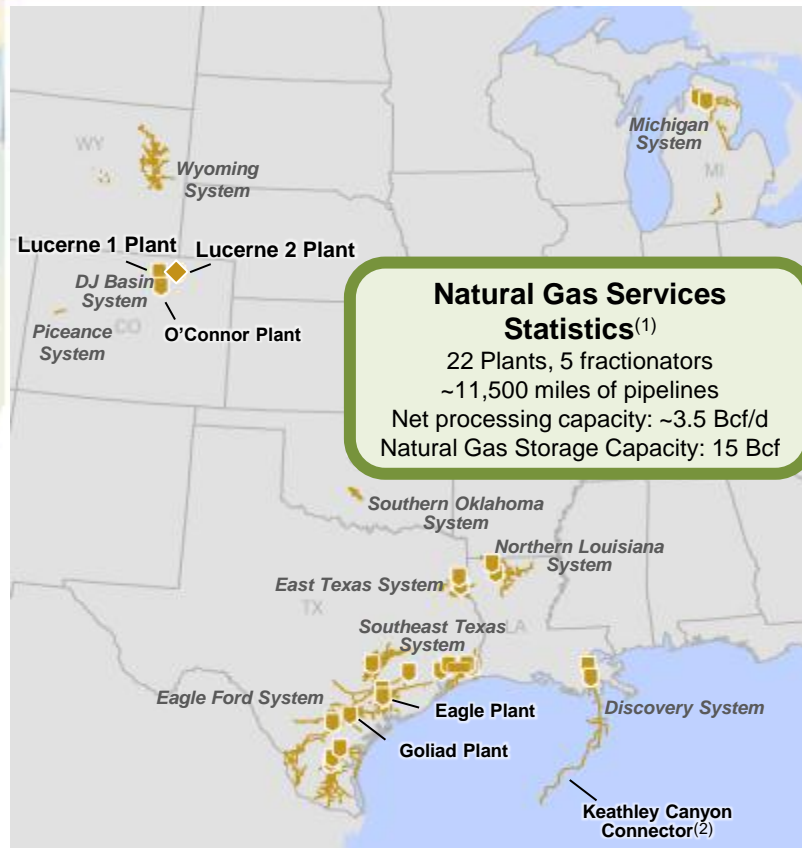 WY
Wyoming
System
Michigan
System
MI
Lucerne 1 Plant
Lucerne 2 Plant
DJ Basin
System
Piceance
System
CO
O'Connor Plant
Natural Gas Services
Statistics(1)
22 Plants, 5 fractionators
~11,500 miles of pipelines
Net processing capacity: ~3.5 Bcf/d
Natural Gas Storage Capacity: 15 Bcf
Southern Oklahoma
System
Northern Louisiana
System
East Texas System
TX
LA
Southeast Texas
System
Eagle Ford System
Eagle Plant
Discovery System
Goliad Plant
Keathley Canyon
Connector(2)